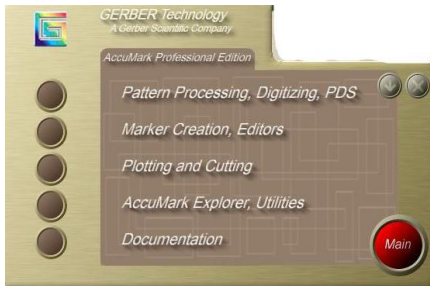 GERBER Technology
A Gerber Scientific Company
AccuMark Professional Edition
Pattern Processing, Digitizing, PDS
Marker Creation, Editors
Plotting and Cutting
AccuMark Explorer, Utilities
Documentation
Main